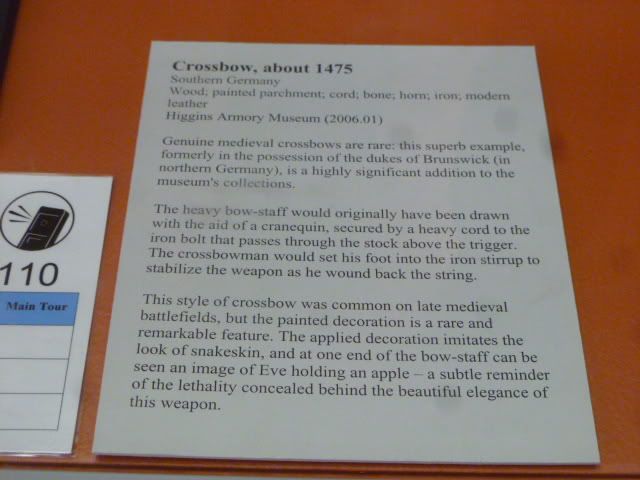 Crossbow, about 1475
Southern Germany
Wood; painted parchment; cord; bone; horn; iron; modern
leather
Higgins Armory Museum (2006.01)
Genuine medieval crossbows are rare: this superb example,
formerly in the possession of the dukes of Brunswick (in
northern Germany), is a highly significant addition to the
museum's collections.
The heavy bow-staff would originally have been drawn
with the aid of a cranequin, secured by a heavy cord to the
iron bolt that passes through the stock above the trigger.
The crossbowman would set his foot into the iron stirrup to
stabilize the weapon as he wound back the string.
This style of crossbow was common on late medieval
battlefields, but the painted decoration is a rare and
remarkable feature. The applied decoration imitates the
look of snakeskin, and at one end of the bow-staff can be
seen an image of Eve holding an apple – a subtle reminder
of the lethality concealed behind the beautiful elegance of
this weapon.
110
Main Tour